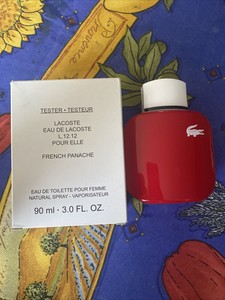 TESTER • TESTEUR
LACOSTE
EAU DE LACOSTE
L.12.12
POUR ELLE
FRENCH PANACHE
EAU DE TOILETTE POUR FEMME
NATURAL SPRAY • VAPORISATEUR
90 ml · 3.0 FL. OZ.